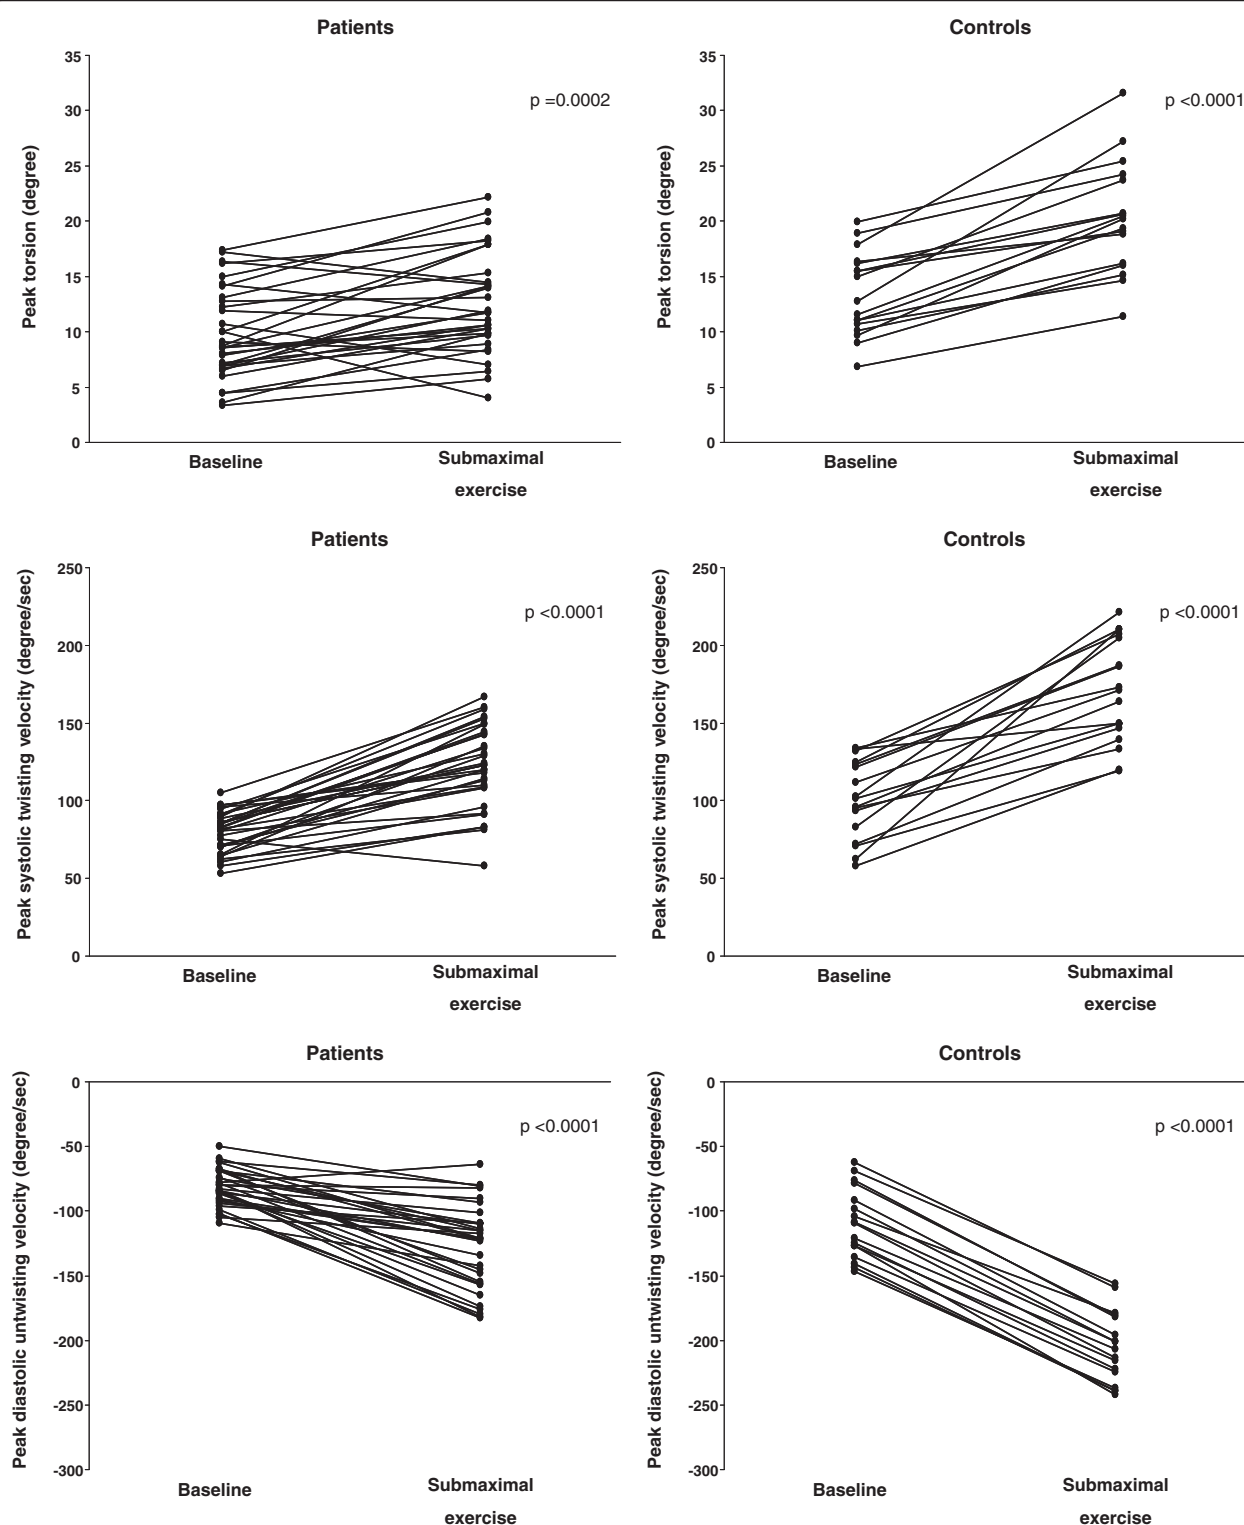 Patients
Controls
p =0.0002
p <0.0001
Peak torsion (degree)
35
30
25
20
15
10
5
0
Baseline
Submaximal
exercise
Peak torsion (degree)
35
30
25
20
15
10
5
0
Baseline
Submaximal
exercise
Patients
Controls
p <0.0001
p <0.0001
Peak systolic twisting velocity (degree/sec)
250
200
150
100
50
0
Baseline
Submaximal
exercise
Peak systolic twisting velocity (degree/sec)
250
200
150
100
50
0
Baseline
Submaximal
exercise
Patients
Controls
p <0.0001
p <0.0001
Peak diastolic untwisting velocity (degree/sec)
0
-50
-100
-150
-200
-250
-300
Baseline
Submaximal
exercise
Peak diastolic untwisting velocity (degree/sec)
0
-50
-100
-150
-200
-250
-300
Baseline
Submaximal
exercise